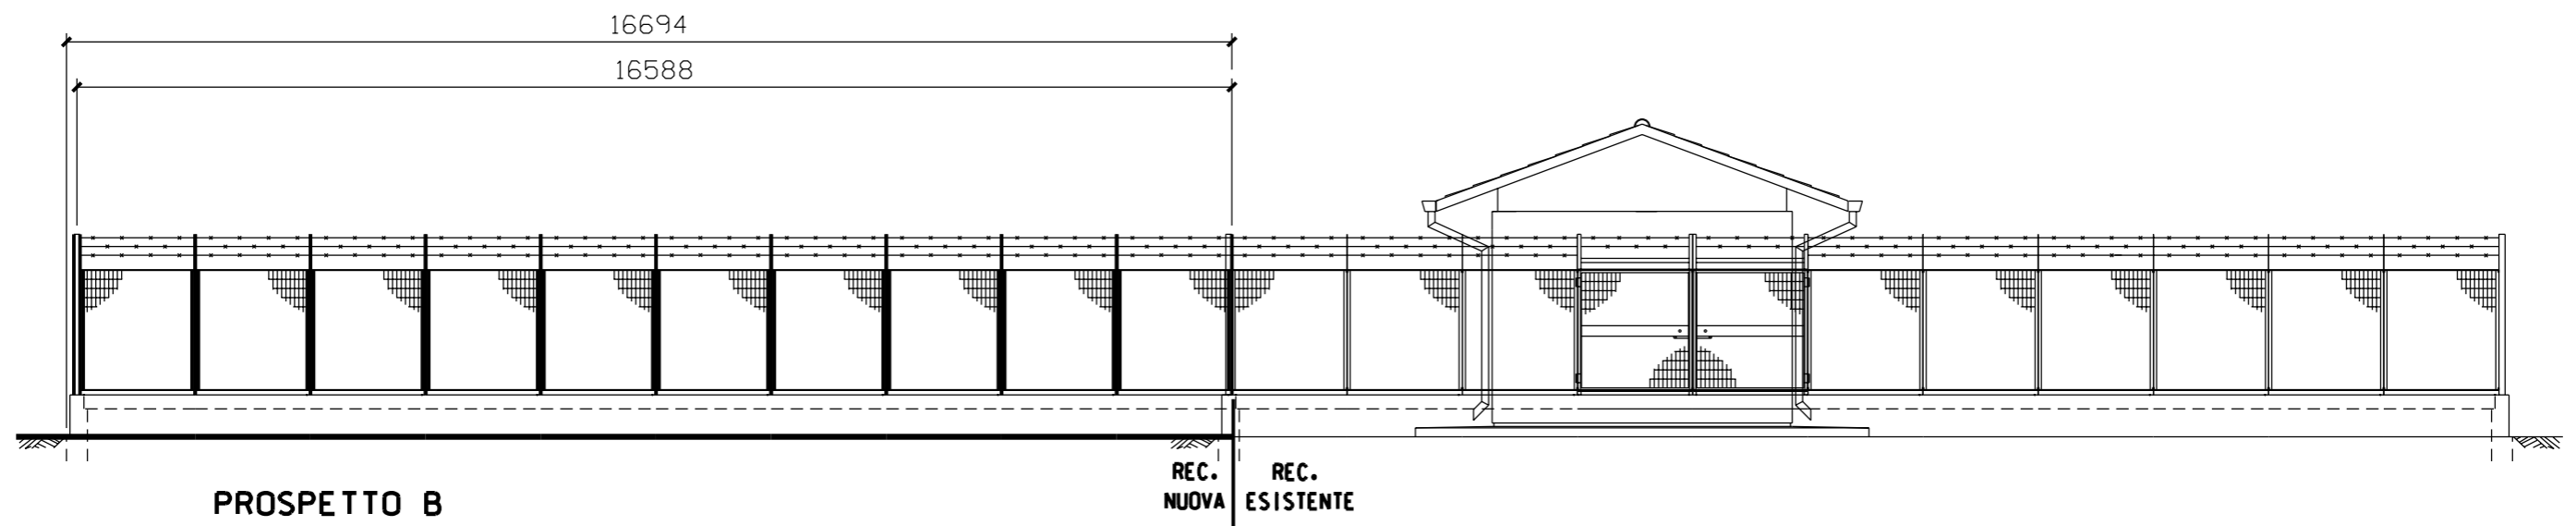 16694
16588
REC. REC.
NUOVA ESISTENTE
PROSPETTO B